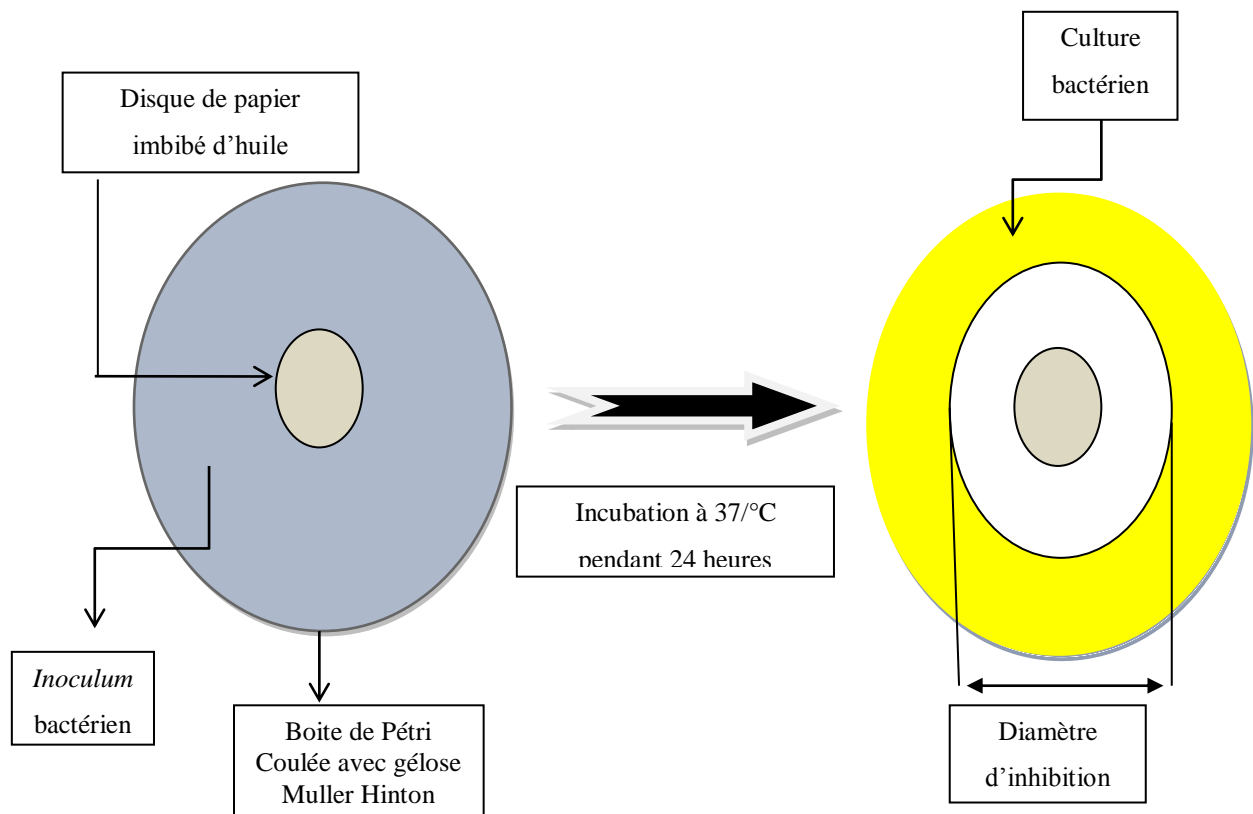 Disque de papier
imbibé d’huile
Culture
bactérien
Incubation à 37/°C
pendant 24 heures
Inoculum
bactérien
Boite de Pétri
Coulée avec gélose
Muller Hinton
Diamètre
d’inhibition